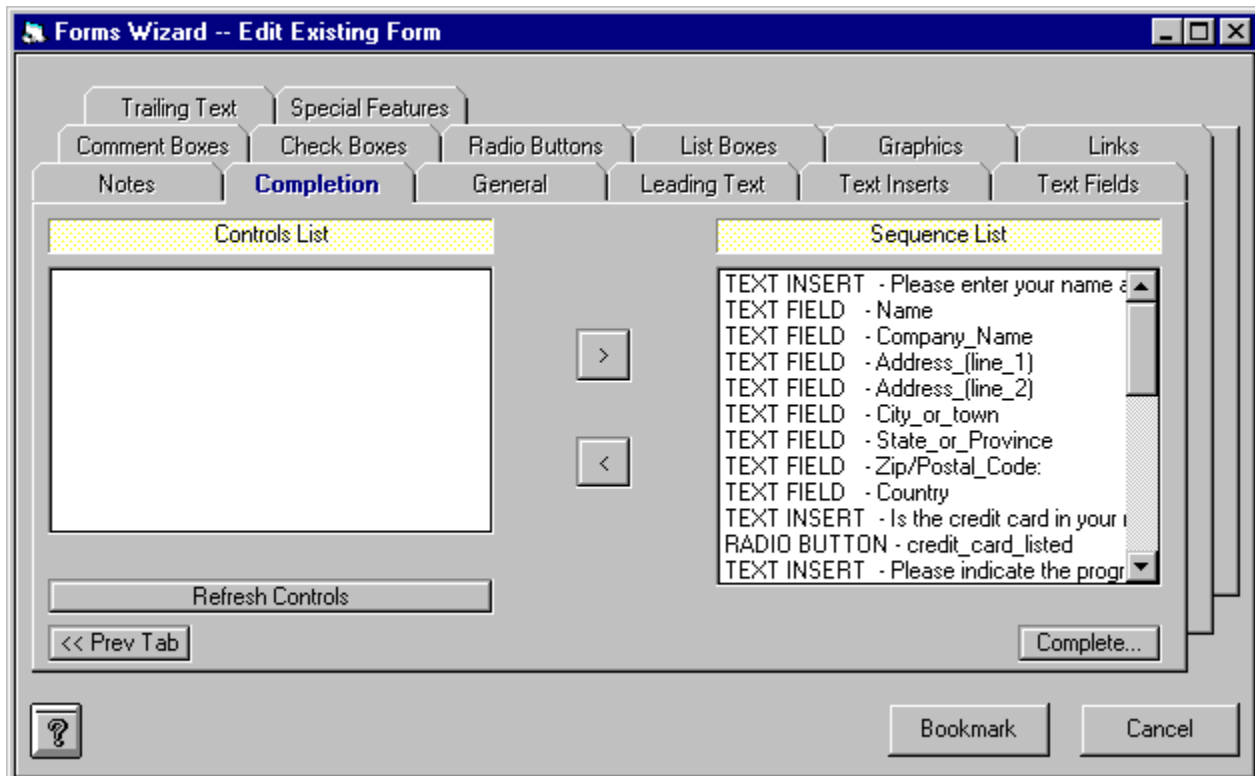 Forms Wizard -- Edit Existing Form
Trailing Text Special Features
Comment Boxes Check Boxes Radio Buttons List Boxes Graphics Links
Notes Completion General Leading Text Text Inserts Text Fields
Controls List
Sequence List
TEXT INSERT - Please enter your name a
TEXT FIELD - Name
TEXT FIELD - Company_Name
TEXT FIELD - Address_(line_1)
TEXT FIELD - Address_(line_2)
TEXT FIELD - City_or_town
TEXT FIELD - State_or_Province
TEXT FIELD - Zip/Postal_Code:
TEXT FIELD - Country
TEXT INSERT - Is the credit card in your
RADIO BUTTON - credit_card_listed
TEXT INSERT - Please indicate the progr
>
<
Refresh Controls
<< Prev Tab
Complete...
?
Bookmark
Cancel